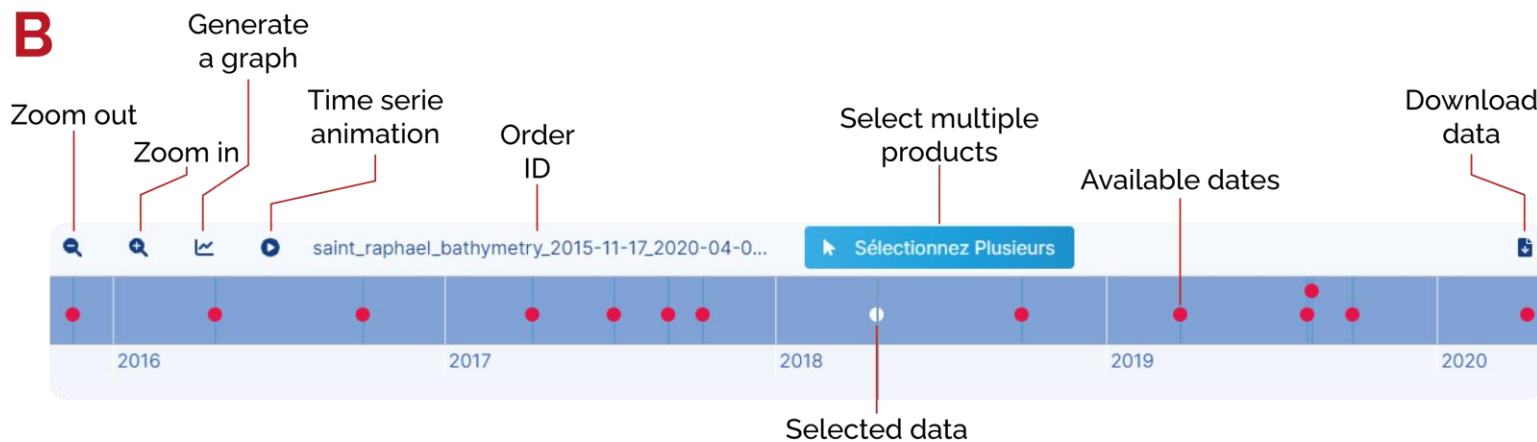 B
Generate
a graph
Zoom out
Zoom in
Time serie
animation
Order
ID
Select multiple
products
Available dates
Download
data
saint_raphael_bathymetry_2015-11-17_2020-04-0...
Sélectionnez Plusieurs
2016
2017
2018
2019
2020
Selected data